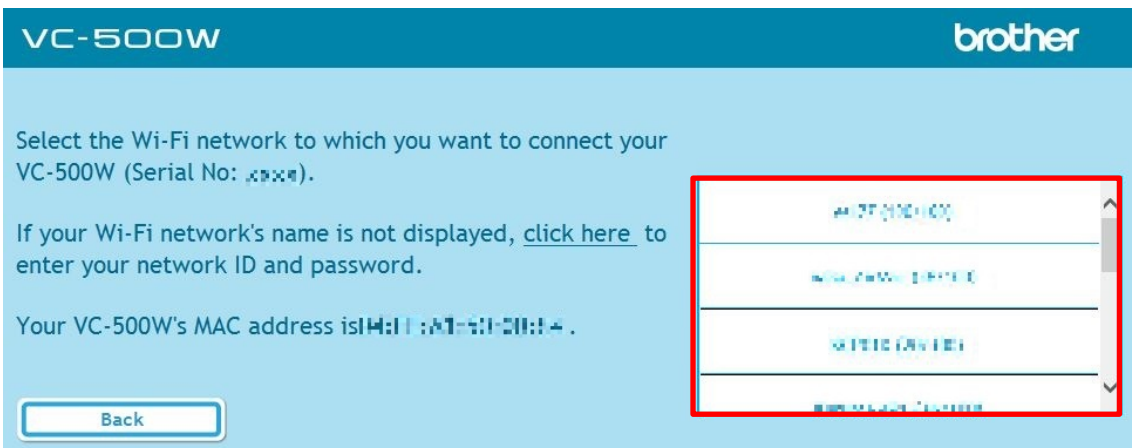 VC-500W
brother
Select the Wi-Fi network to which you want to connect your
VC-500W (Serial No: ).
If your Wi-Fi network's name is not displayed, click here to
enter your network ID and password.
Your VC-500W's MAC address is .
Back